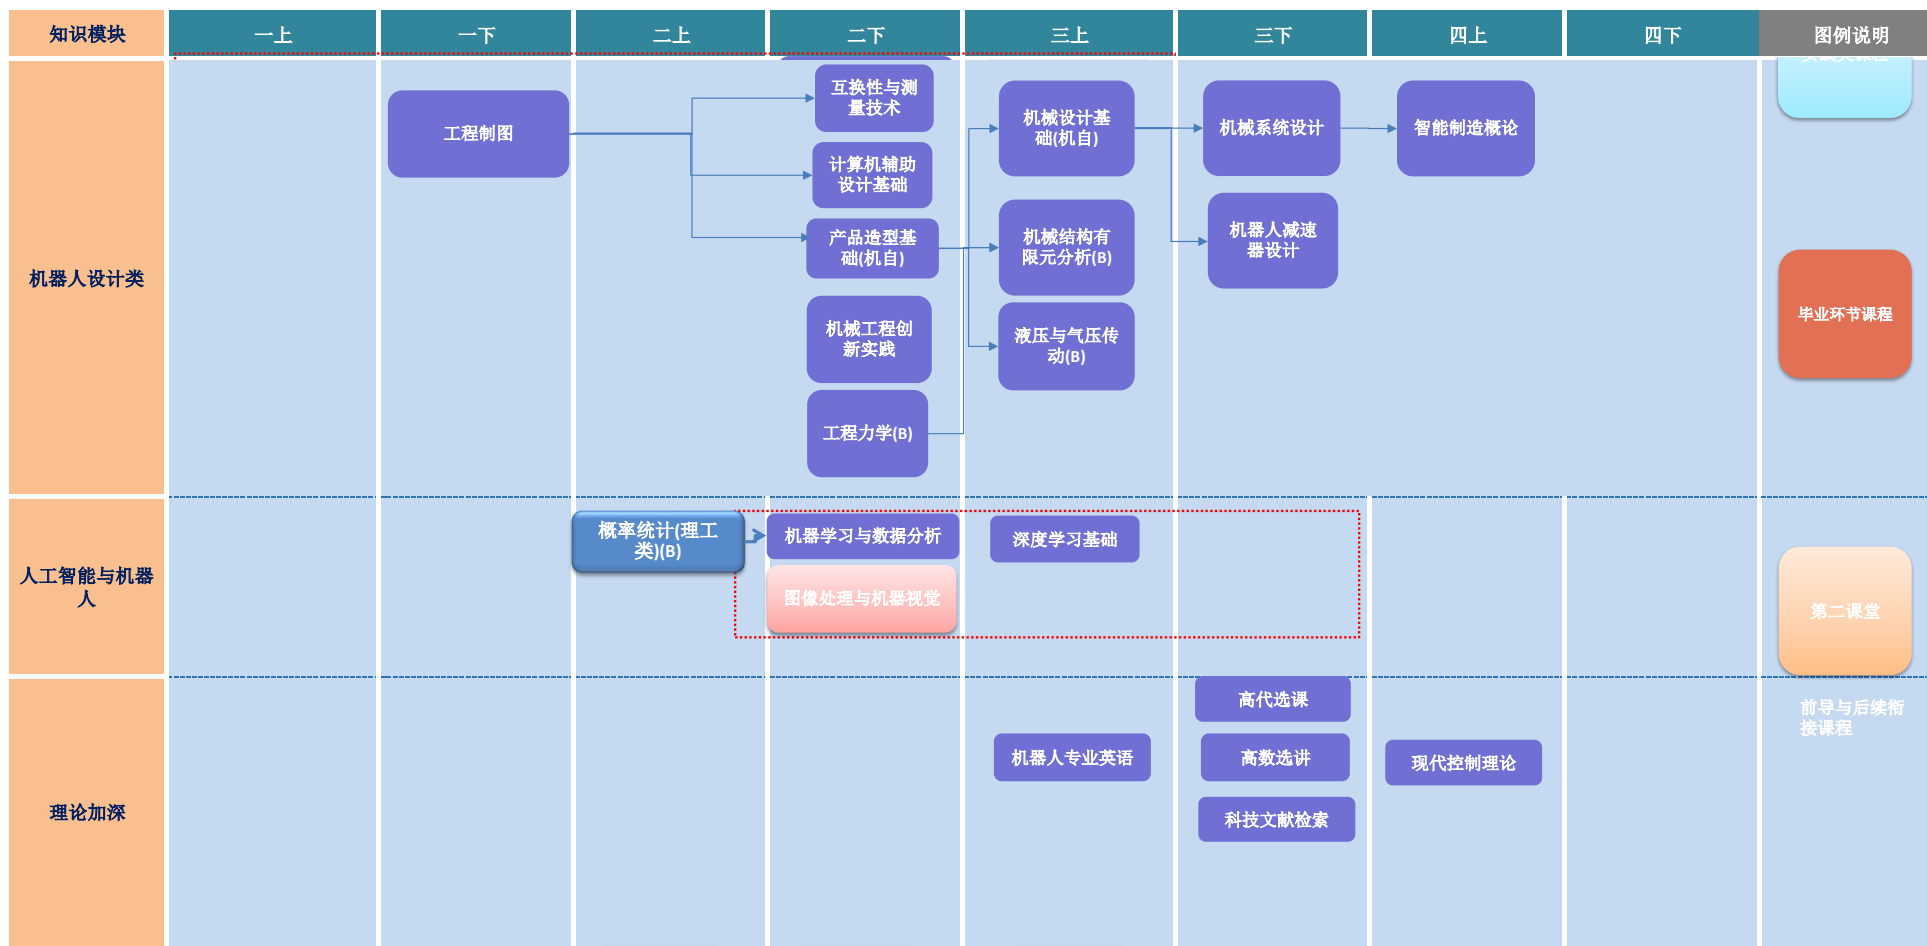 知识模块
一上
一下
二上
二下
三上
三下
四上
四下
图例说明
机器人设计类
工程制图
互换性与测
量技术
计算机辅助
设计基础
产品造型基
础(机自)
机械工程创
新实践
工程力学(B)
机械设计基
础(机自)
机械结构有
限元分析(B)
液压与气压传
动(B)
机械系统设计
机器人减速
器设计
智能制造概论
毕业环节课程
人工智能与机器
人
概率统计(理工
类)(B)
机器学习与数据分析
图像处理与机器视觉
深度学习基础
第二课堂
理论加深
机器人专业英语
高代选课
高数选讲
科技文献检索
现代控制理论
前导与后续衔
接课程